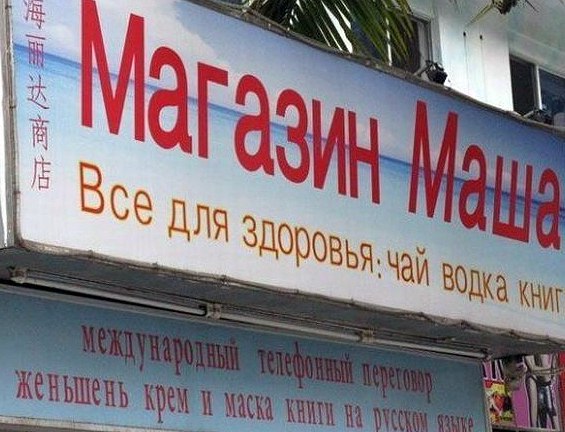 海丽达商店
Магазин Маша
Все для здоровья: чай водка книг
международный телефонный переговор
женьшень крем и маска книги на русском языке